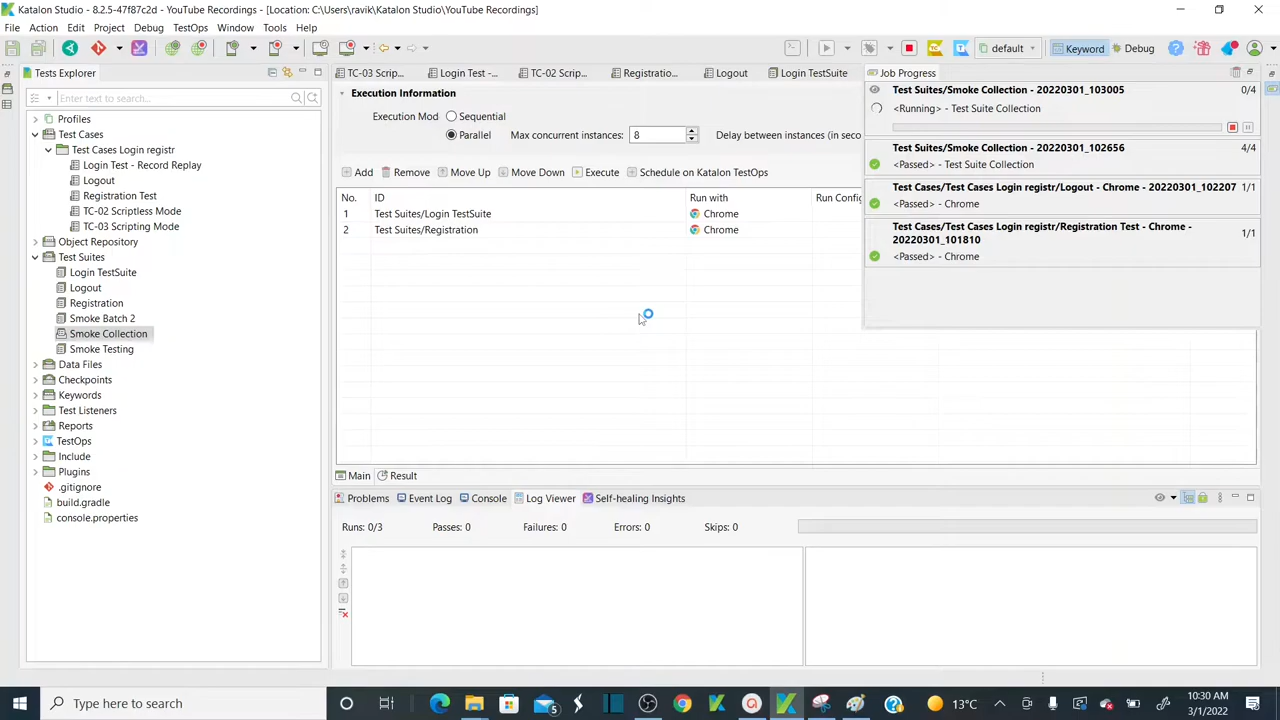 Katalon Studio - 8.2.5-47f87c2d - YouTube Recordings - [Location: C:\Users\ravik\Katalon Studio\YouTube Recordings]
File Action Edit Project Debug TestOps Window Tools Help
default Keyword Debug
Tests Explorer
Enter text to search...
Profiles
Test Cases
Test Cases Login registr
Login Test - Record Replay
Logout
Registration Test
TC-02 Scriptless Mode
TC-03 Scripting Mode
Object Repository
Test Suites
Login TestSuite
Logout
Registration
Smoke Batch 2
Smoke Collection
Smoke Testing
Data Files
Checkpoints
Keywords
Test Listeners
Reports
TestOps
Include
Plugins
.gitignore
build.gradle
console.properties
TC-03 Scrip... Login Test -... TC-02 Scrip... Registratio... Logout Login TestSuite
Execution Information
Execution Mod Sequential
Parallel Max concurrent instances: 8 Delay between instances (in seco
Add Remove Move Up Move Down Execute Schedule on Katalon TestOps
No. ID Run with Run Config
1 Test Suites/Login TestSuite Chrome
2 Test Suites/Registration Chrome
Job Progress
Test Suites/Smoke Collection - 20220301_103005 0/4
<Running> - Test Suite Collection
Test Suites/Smoke Collection - 20220301_102656 4/4
<Passed> - Test Suite Collection
Test Cases/Test Cases Login registr/Logout - Chrome - 20220301_102207 1/1
<Passed> - Chrome
Test Cases/Test Cases Login registr/Registration Test - Chrome -
20220301_101810 1/1
<Passed> - Chrome
Main Result
Problems Event Log Console Log Viewer Self-healing Insights
Runs: 0/3 Passes: 0 Failures: 0 Errors: 0 Skips: 0
Type here to search
13°C
10:30 AM
3/1/2022